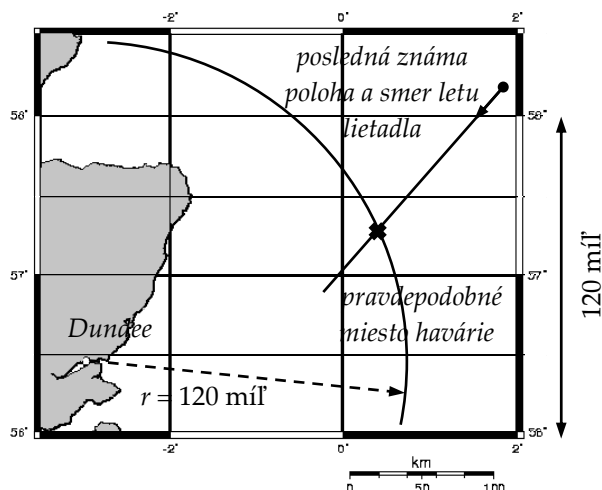 -2°
0°
2°
posledná známa
poloha a smer letu
lietadla
58°
58°
120 míľ
57°
57°
pravdepodobné
miesto havárie
Dundee
r = 120 míľ
56°
56°
-2°
0°
2°
km
0
50
100